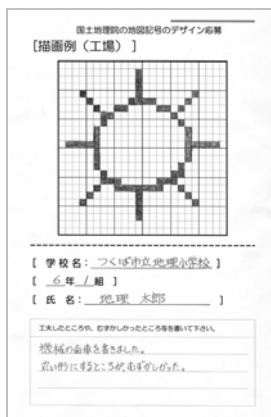 国土地理院の地図記号のデザイン応募
[描画例（工場）]
[ 学校名： つくば市立地理小学校 ]
[ 6年 1組 ]
[ 氏 名： 地理 太郎 ]
工夫したところや、むずかしかったところ等を書いて下さい。
機械の歯車を書きました。
丸い形にするところが、むずかしかった。